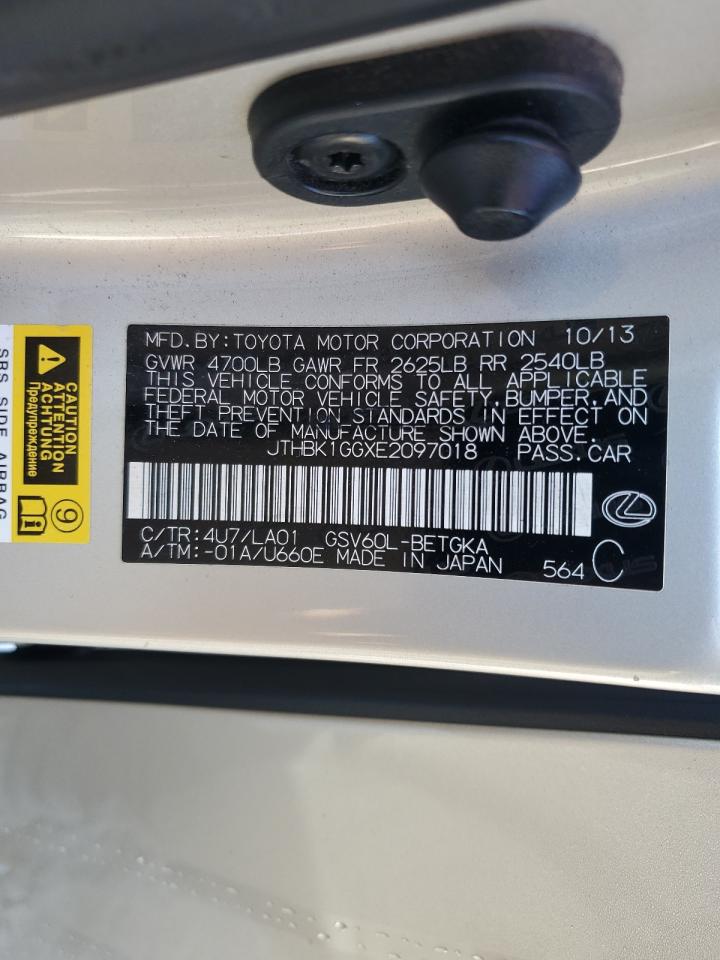 MFD.BY:TOYOTA MOTOR CORPORATION 10/13
GVWR 4700LB GAWR FR 2625LB RR 2540LB
THIS VEHICLE CONFORMS TO ALL APPLICABLE
FEDERAL MOTOR VEHICLE SAFETY,BUMPER,AND
THEFT PREVENTION STANDARDS IN EFFECT ON
THE DATE OF MANUFACTURE SHOWN ABOVE.
JTHBK1GGXE2097018 PASS.CAR
C/TR:4U7/LA01 GSV60L-BETGKA
A/TM:-01A/U660E MADE IN JAPAN 564 C
CAUTION
ATTENTION
ACHTUNG
Предупреждение
9
SRS SIDE AIRBAG